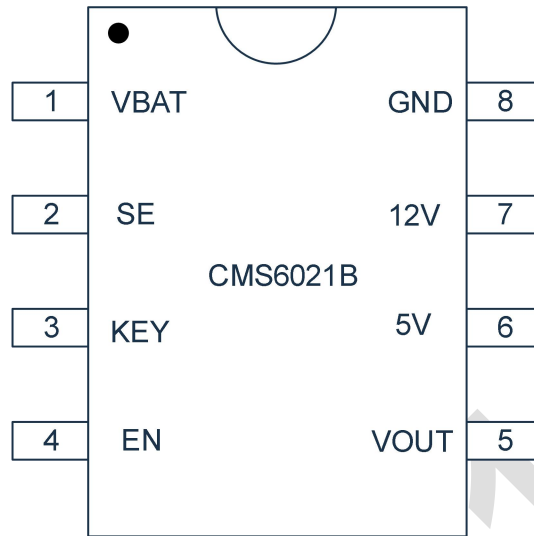 1 VBAT GND 8
2 SE 12V 7
CMS6021B
3 KEY 5V 6
4 EN VOUT 5